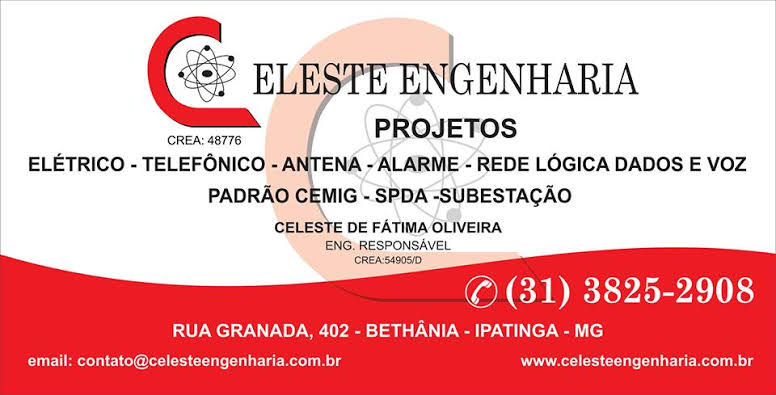 CELESTE ENGENHARIA
CREA: 48776
PROJETOS
ELÉTRICO - TELEFÔNICO - ANTENA - ALARME - REDE LÓGICA DADOS E VOZ
PADRÃO CEMIG - SPDA -SUBESTAÇÃO
CELESTE DE FÁTIMA OLIVEIRA
ENG. RESPONSÁVEL
CREA:54905/D
(31) 3825-2908
RUA GRANADA, 402 - BETHÂNIA - IPATINGA - MG
email: contato@celesteengenharia.com.br
www.celesteengenharia.com.br